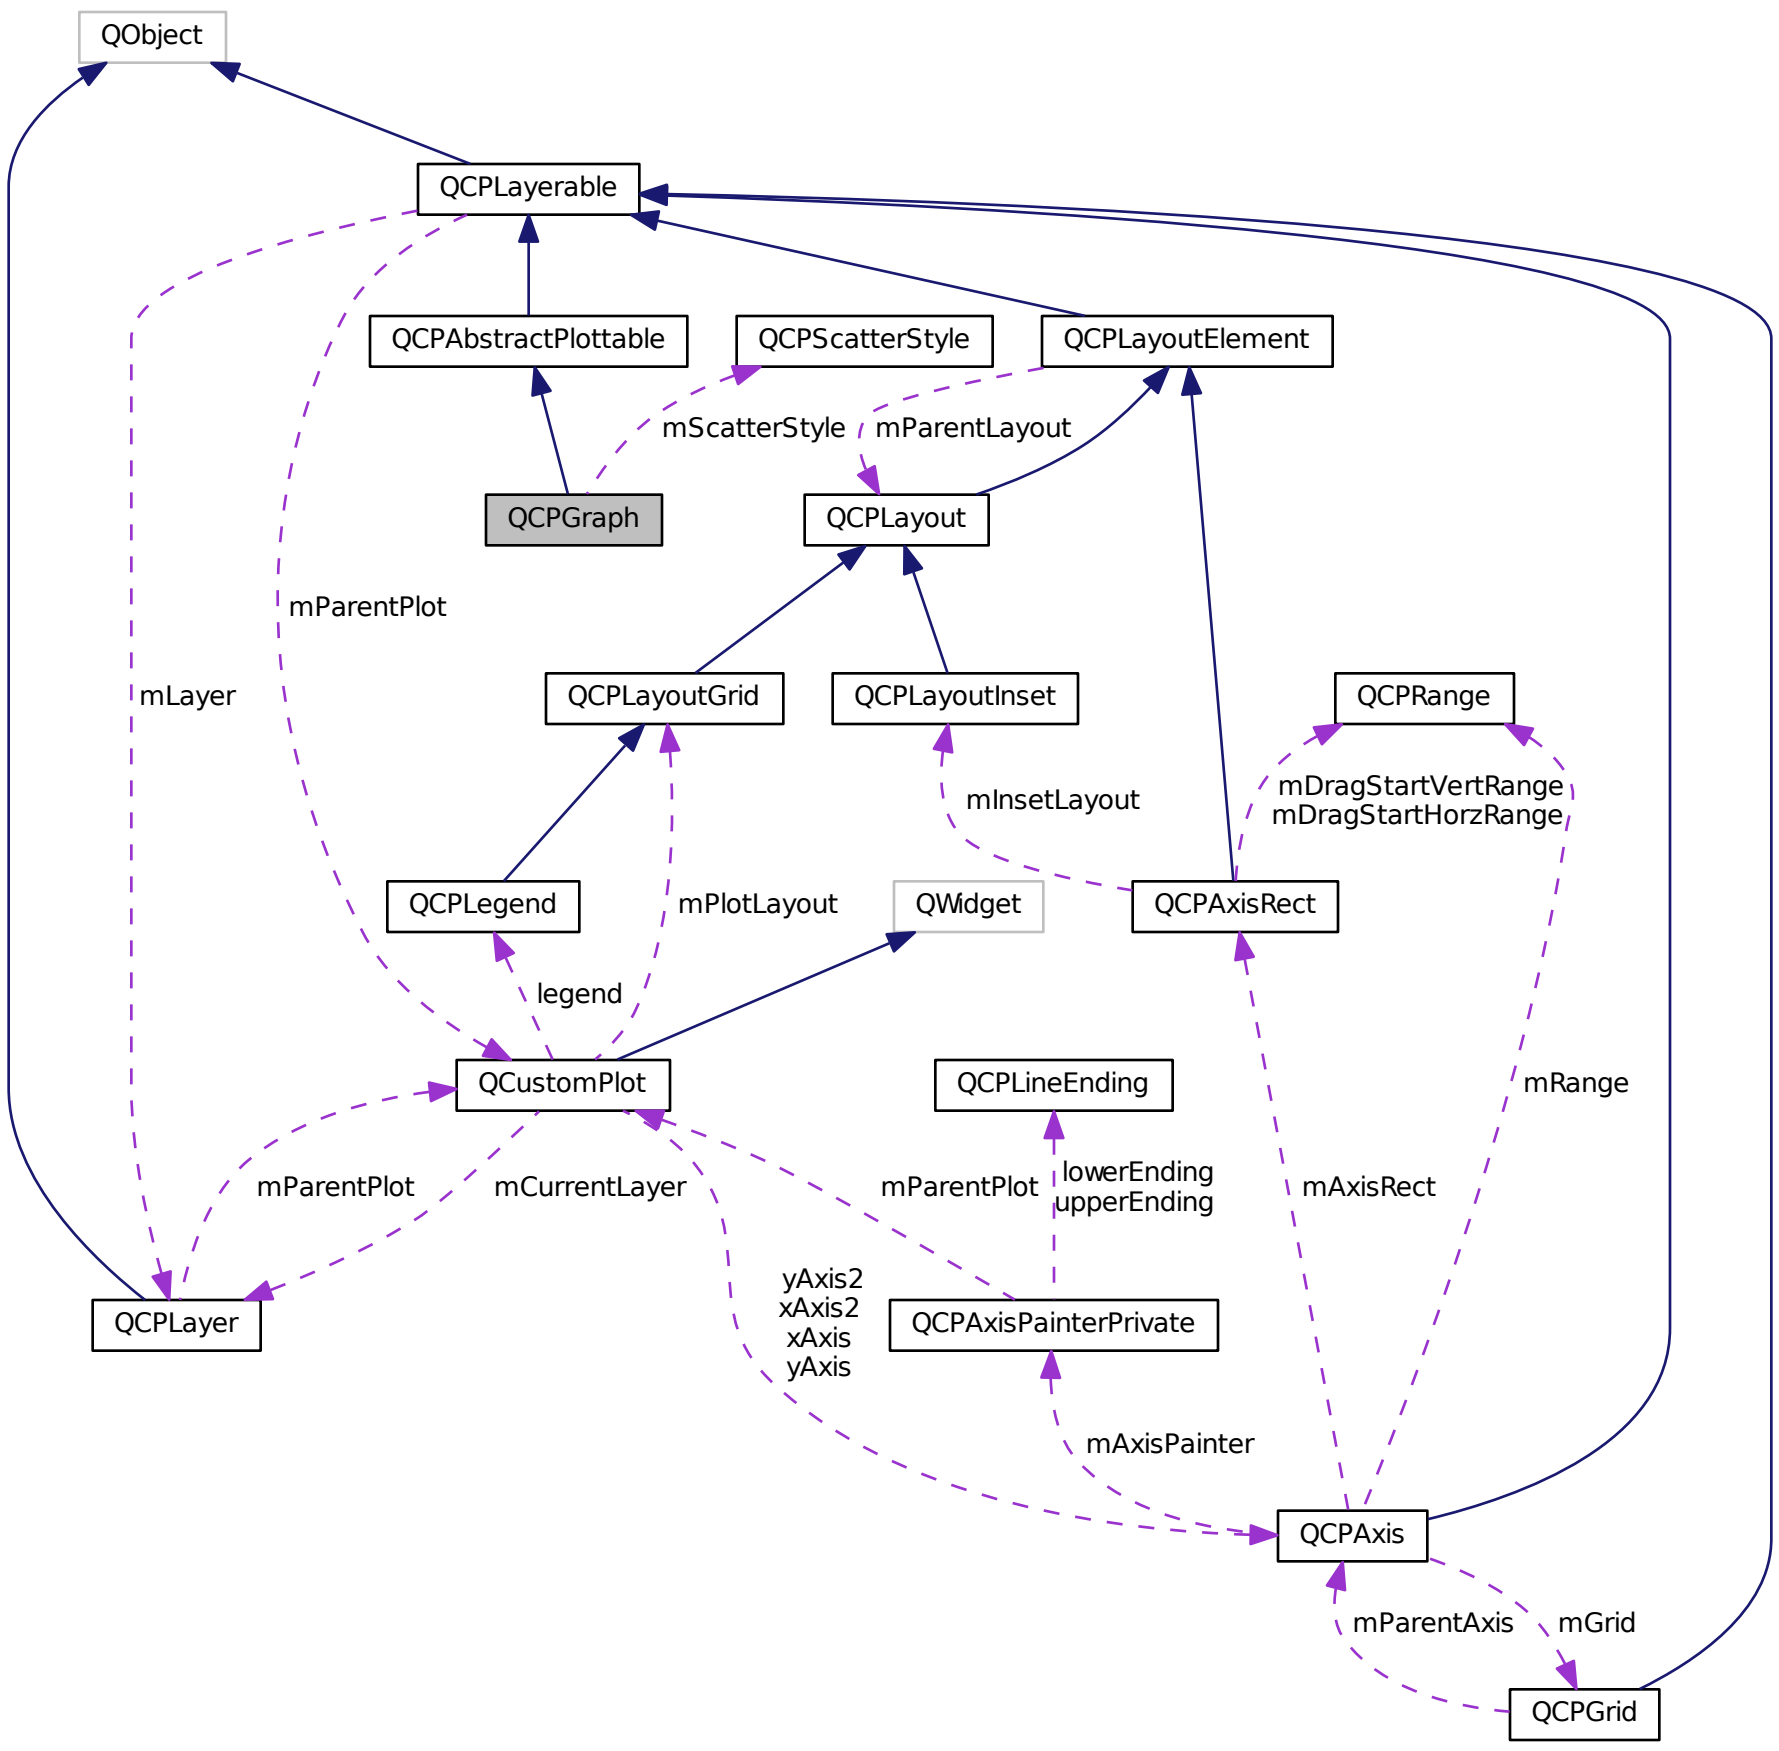 QObject
QCPLayerable
QCPAbstractPlottable
QCPScatterStyle
QCPLayoutElement
mScatterStyle
mParentLayout
QCPGraph
QCPLayout
mParentPlot
mLayer
QCPLayoutGrid
QCPLayoutInset
QCPRange
mDragStartVertRange
mDragStartHorzRange
mInsetLayout
QCPLegend
mPlotLayout
QWidget
QCPAxisRect
legend
QCustomPlot
QCPLineEnding
mRange
mParentPlot
mCurrentLayer
mParentPlot
lowerEnding
upperEnding
mAxisRect
yAxis2
xAxis2
xAxis
yAxis
QCPLayer
QCPAxisPainterPrivate
mAxisPainter
QCPAxis
mParentAxis
mGrid
QCPGrid